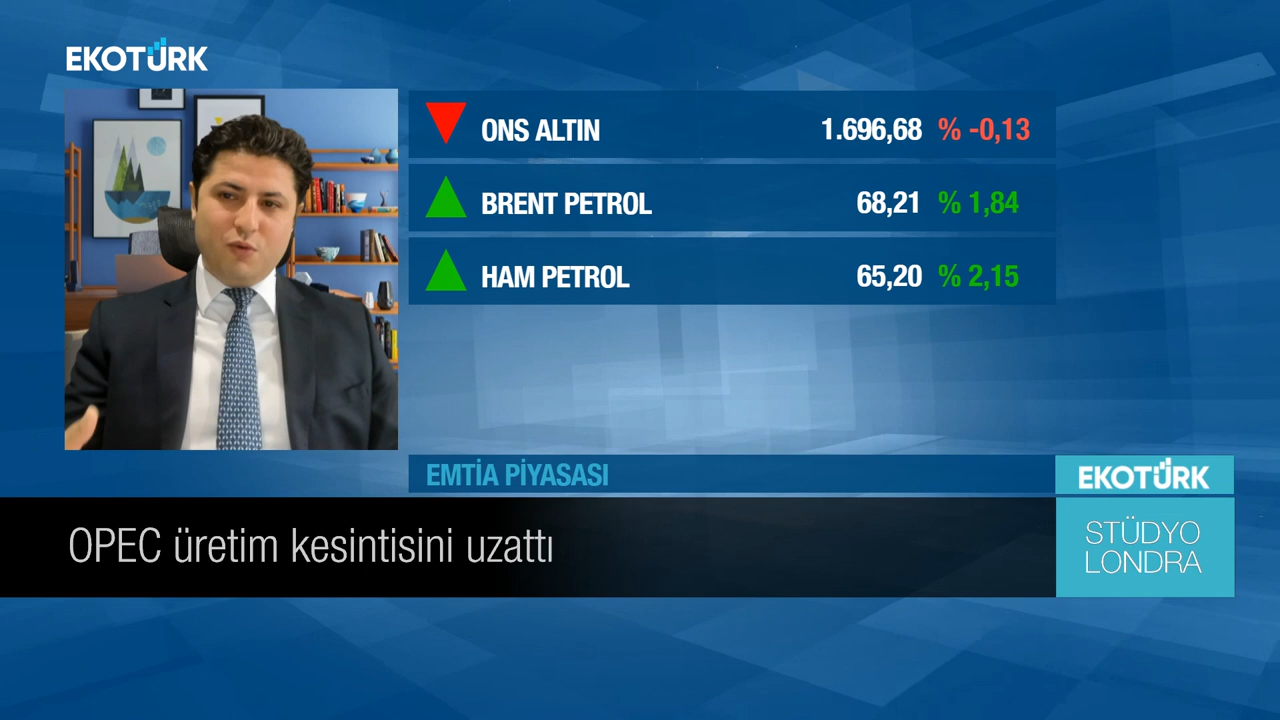 EKOTÜRK
ONS ALTIN 1.696,68 % -0,13
BRENT PETROL 68,21 % 1,84
HAM PETROL 65,20 % 2,15
EMTİA PİYASASI
EKOTÜRK
OPEC üretim kesintisini uzattı
STÜDYO
LONDRA